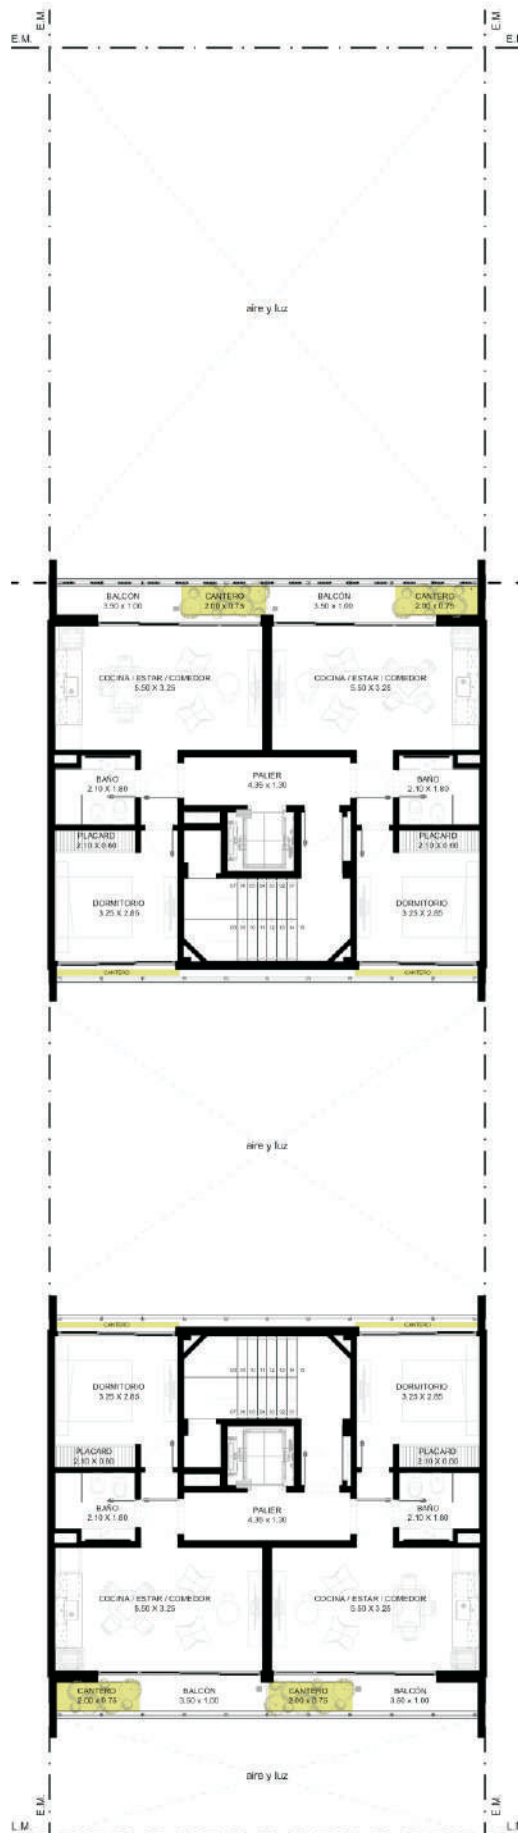 E.M.
E.M.
E.M.
aire y luz
BALCÓN
3.50 x 1.00
CANTERO
2.00 x 0.75
BALCÓN
3.50 x 1.00
CANTERO
2.00 x 0.75
COCINA / ESTAR / COMEDOR
5.50 X 3.25
COCINA / ESTAR / COMEDOR
5.50 X 3.25
PALIER
4.35 x 1.30
BAÑO
2.10 X 1.80
BAÑO
2.10 X 1.80
PLACARD
2.10 X 0.60
PLACARD
2.10 X 0.60
DORMITORIO
3.25 X 2.85
DORMITORIO
3.25 X 2.85
CANTERO
CANTERO
aire y luz
CANTERO
CANTERO
DORMITORIO
3.25 X 2.85
DORMITORIO
3.25 X 2.85
PLACARD
2.10 X 0.60
PLACARD
2.10 X 0.60
BAÑO
2.10 X 1.80
BAÑO
2.10 X 1.80
PALIER
4.35 x 1.30
COCINA / ESTAR / COMEDOR
5.50 X 3.25
COCINA / ESTAR / COMEDOR
5.50 X 3.25
CANTERO
2.00 x 0.75
BALCÓN
3.50 x 1.00
CANTERO
2.00 x 0.75
BALCÓN
3.50 x 1.00
aire y luz
E.M.
E.M.
L.M.